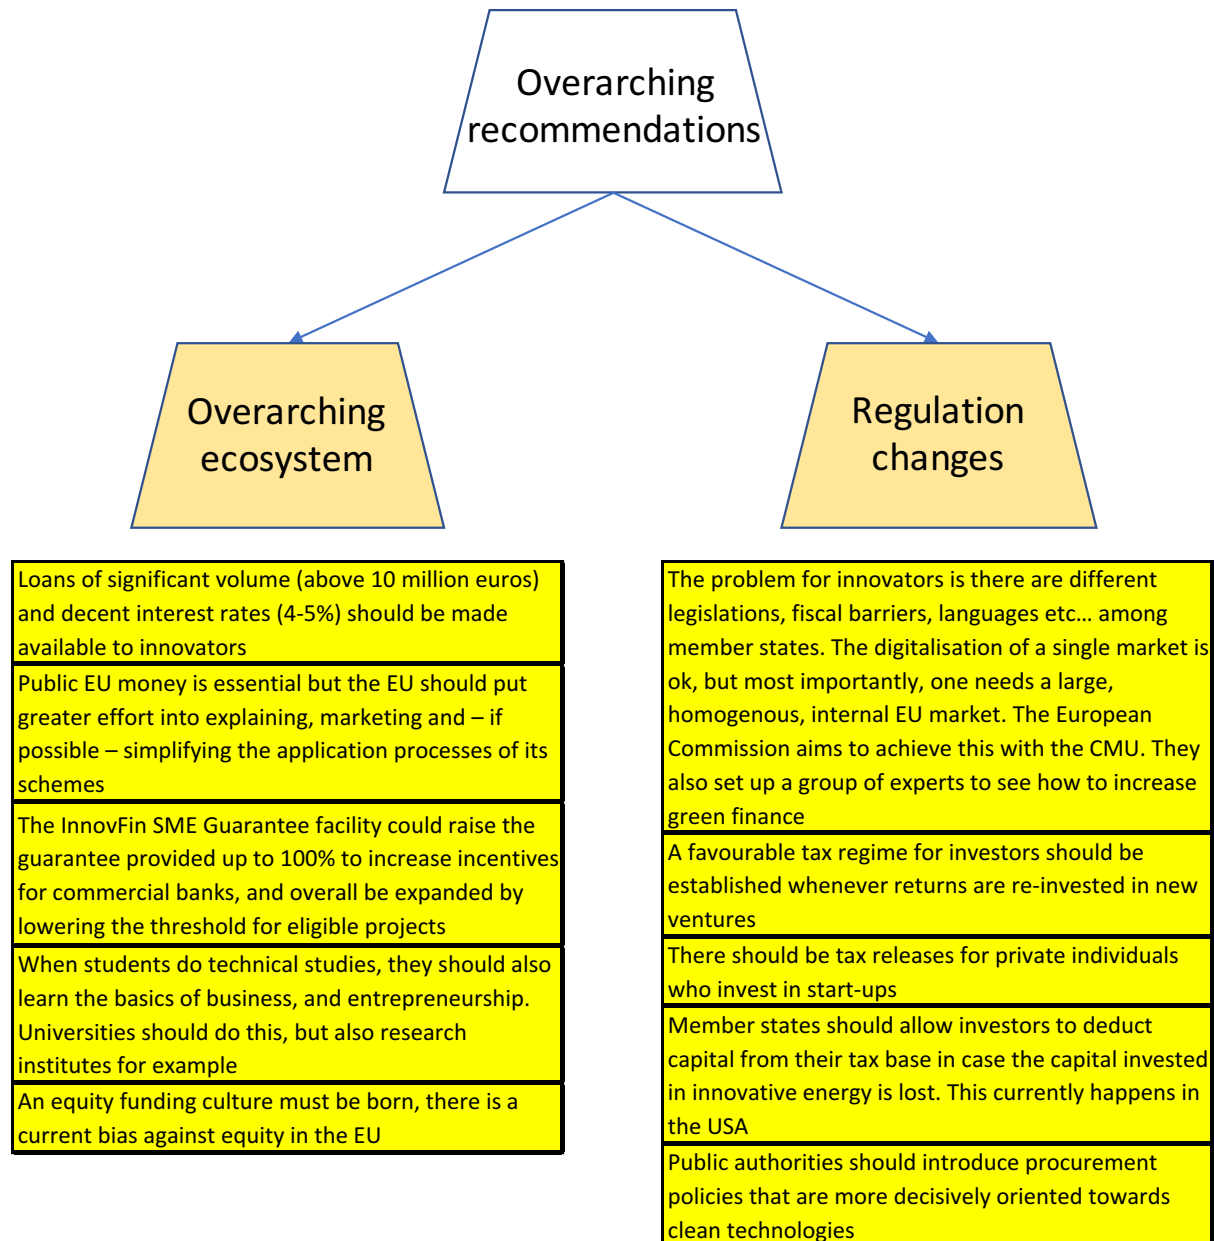 Overarching
recommendations
Overarching
ecosystem
Regulation
changes
Loans of significant volume (above 10 million euros)
and decent interest rates (4-5%) should be made
available to innovators
Public EU money is essential but the EU should put
greater effort into explaining, marketing and – if
possible – simplifying the application processes of its
schemes
The InnovFin SME Guarantee facility could raise the
guarantee provided up to 100% to increase incentives
for commercial banks, and overall be expanded by
lowering the threshold for eligible projects
When students do technical studies, they should also
learn the basics of business, and entrepreneurship.
Universities should do this, but also research
institutes for example
An equity funding culture must be born, there is a
current bias against equity in the EU
The problem for innovators is there are different
legislations, fiscal barriers, languages etc… among
member states. The digitalisation of a single market is
ok, but most importantly, one needs a large,
homogenous, internal EU market. The European
Commission aims to achieve this with the CMU. They
also set up a group of experts to see how to increase
green finance
A favourable tax regime for investors should be
established whenever returns are re-invested in new
ventures
There should be tax releases for private individuals
who invest in start-ups
Member states should allow investors to deduct
capital from their tax base in case the capital invested
in innovative energy is lost. This currently happens in
the USA
Public authorities should introduce procurement
policies that are more decisively oriented towards
clean technologies